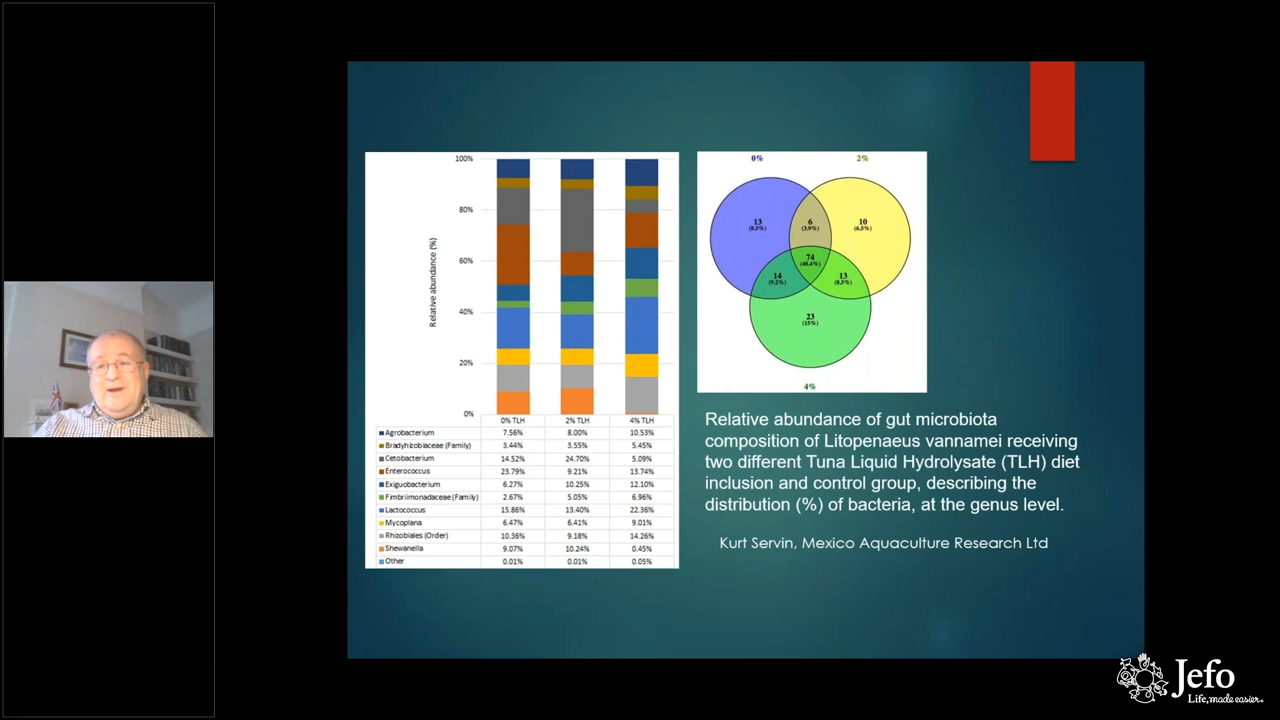 100%
80%
60%
40%
20%
0%
Relative abundance (%)
0% TLH 2% TLH 4% TLH
Agrobacterium 7.56% 8.00% 10.53%
Bradyhizobiaceae (Family) 3.44% 3.55% 5.45%
Cetobacterium 14.52% 24.70% 5.09%
Enterococcus 23.79% 9.21% 13.74%
Exiguobacterium 6.27% 10.25% 12.10%
Fimbriimonadaceae (Family) 2.67% 5.05% 6.96%
Lactococcus 15.86% 13.40% 22.36%
Mycoplana 6.47% 6.41% 9.01%
Rhizobiales (Order) 10.36% 9.18% 14.26%
Shewanella 9.07% 10.24% 0.45%
Other 0.01% 0.01% 0.05%
0% 2%
13 6 10
(8.5%) (3.9%) (6.5%)
74
(48.4%)
14 13
(9.2%) (8.5%)
23
(15%)
4%
Relative abundance of gut microbiota
composition of Litopenaeus vannamei receiving
two different Tuna Liquid Hydrolysate (TLH) diet
inclusion and control group, describing the
distribution (%) of bacteria, at the genus level.
Kurt Servin, Mexico Aquaculture Research Ltd
Jefo
Life, made easier.